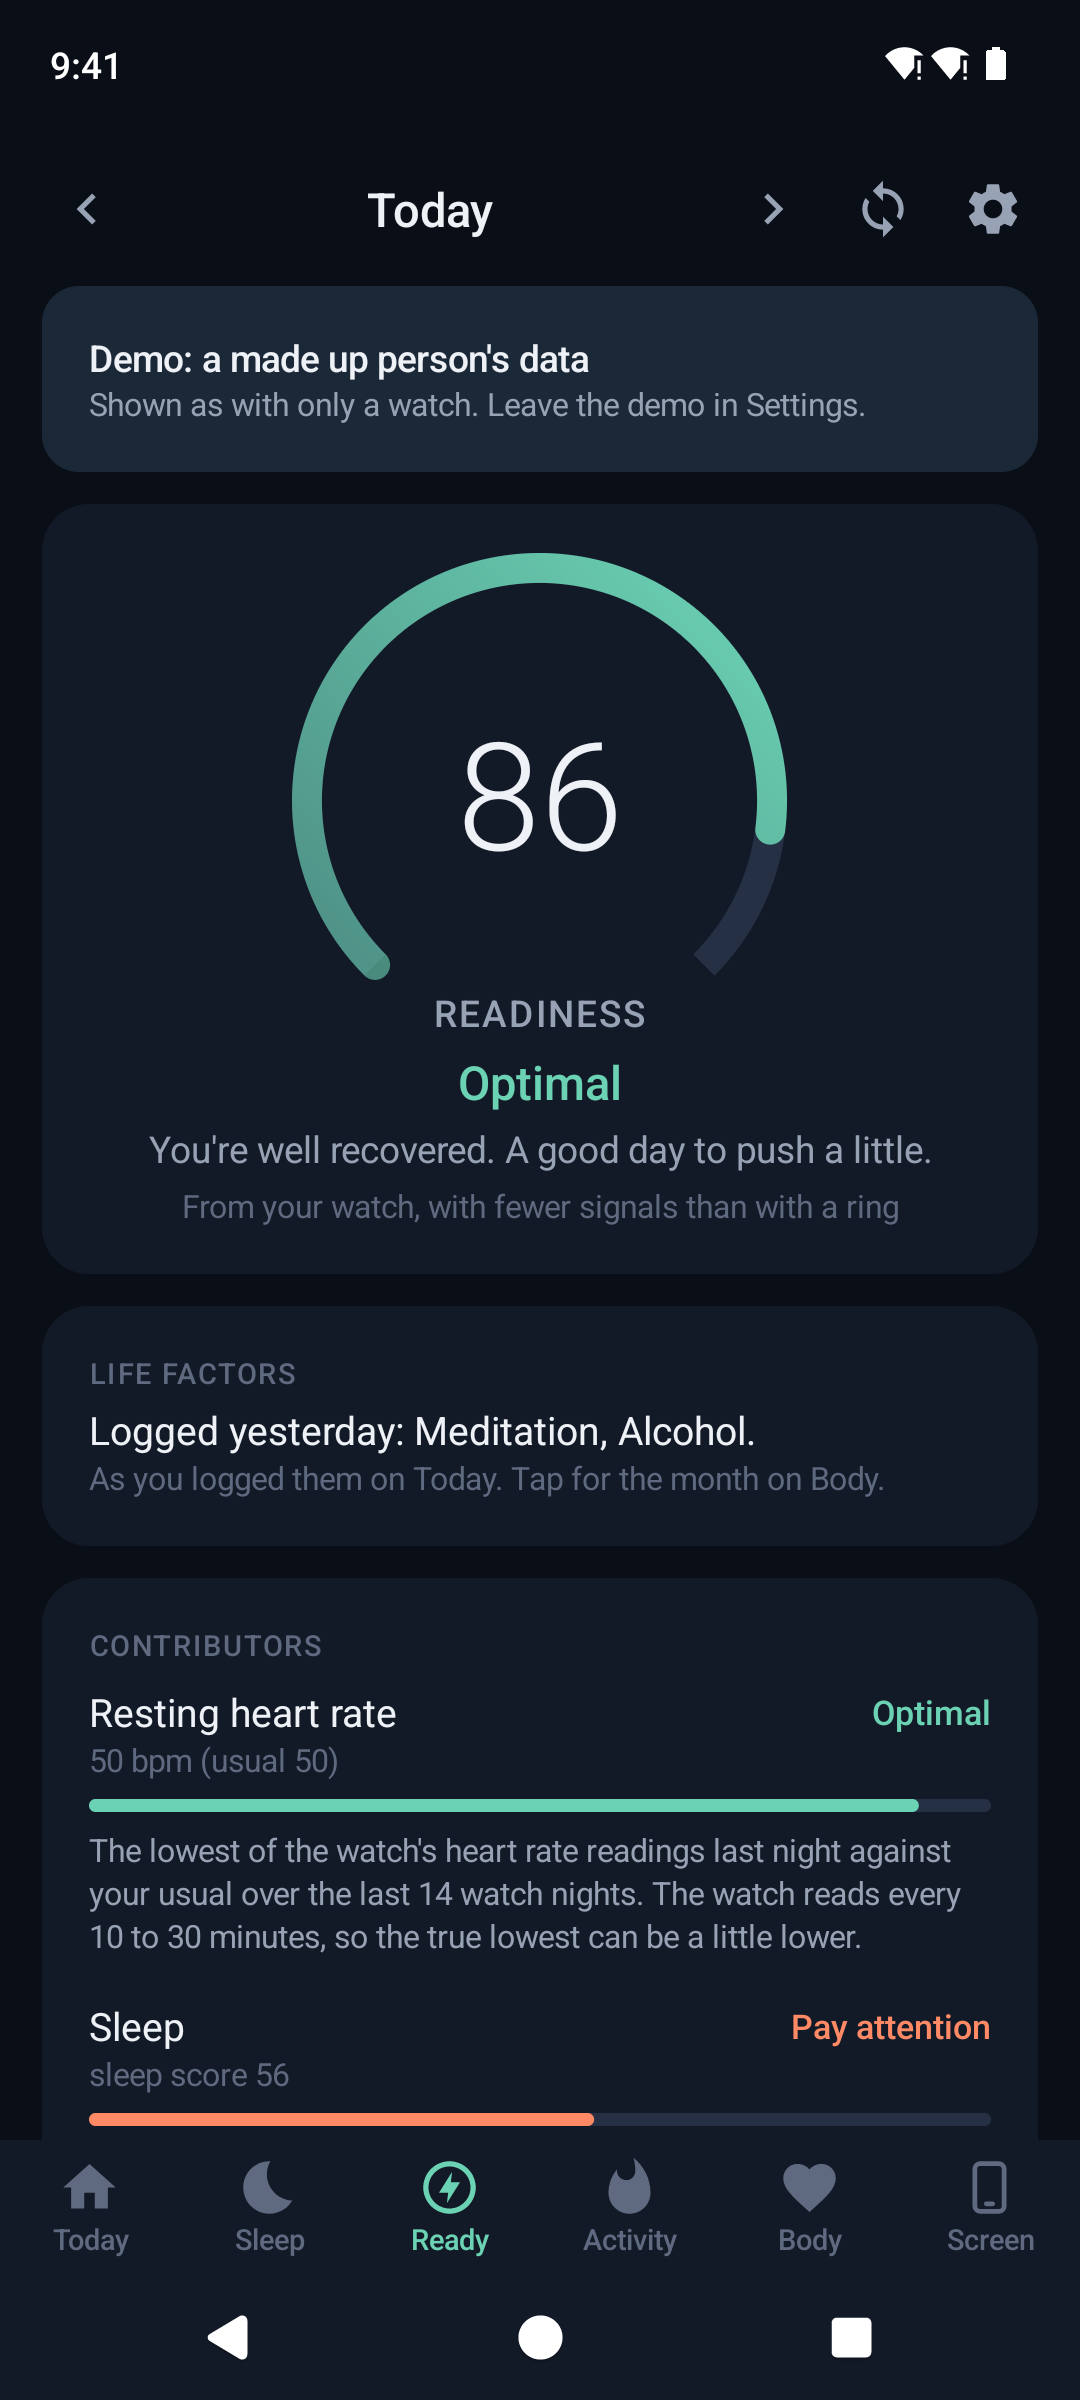 9:41
Today
Demo: a made up person's data
Shown as with only a watch. Leave the demo in Settings.
86
READINESS
Optimal
You're well recovered. A good day to push a little.
From your watch, with fewer signals than with a ring
LIFE FACTORS
Logged yesterday: Meditation, Alcohol.
As you logged them on Today. Tap for the month on Body.
CONTRIBUTORS
Resting heart rate
Optimal
50 bpm (usual 50)
The lowest of the watch's heart rate readings last night against
your usual over the last 14 watch nights. The watch reads every
10 to 30 minutes, so the true lowest can be a little lower.
Sleep
Pay attention
sleep score 56
Today
Sleep
Ready
Activity
Body
Screen